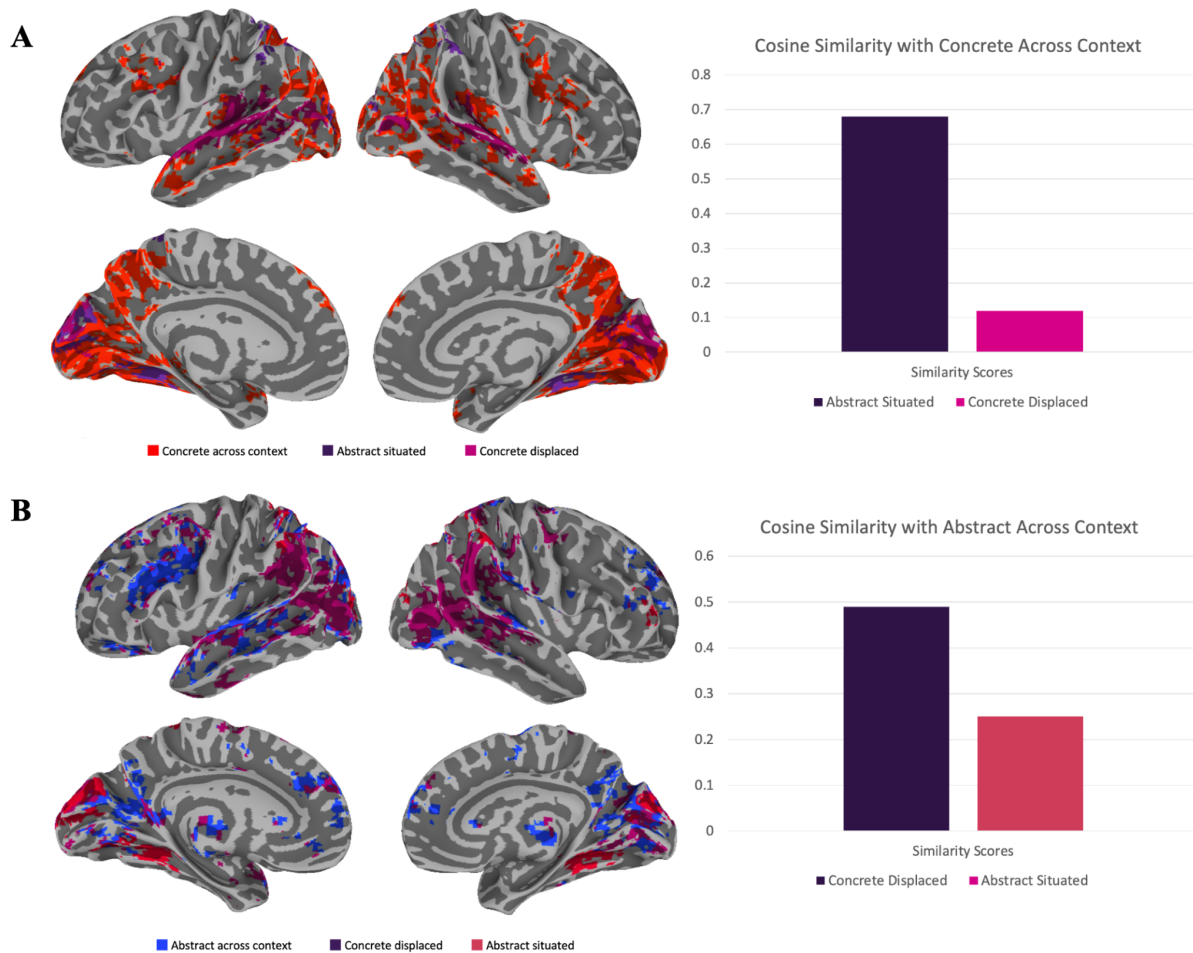 A
Cosine Similarity with Concrete Across Context
0.8
0.7
0.6
0.5
0.4
0.3
0.2
0.1
0
Similarity Scores
Abstract Situated Concrete Displaced
Concrete across context Abstract situated Concrete displaced
B
Cosine Similarity with Abstract Across Context
0.6
0.5
0.4
0.3
0.2
0.1
0
Similarity Scores
Concrete Displaced Abstract Situated
Abstract across context Concrete displaced Abstract situated